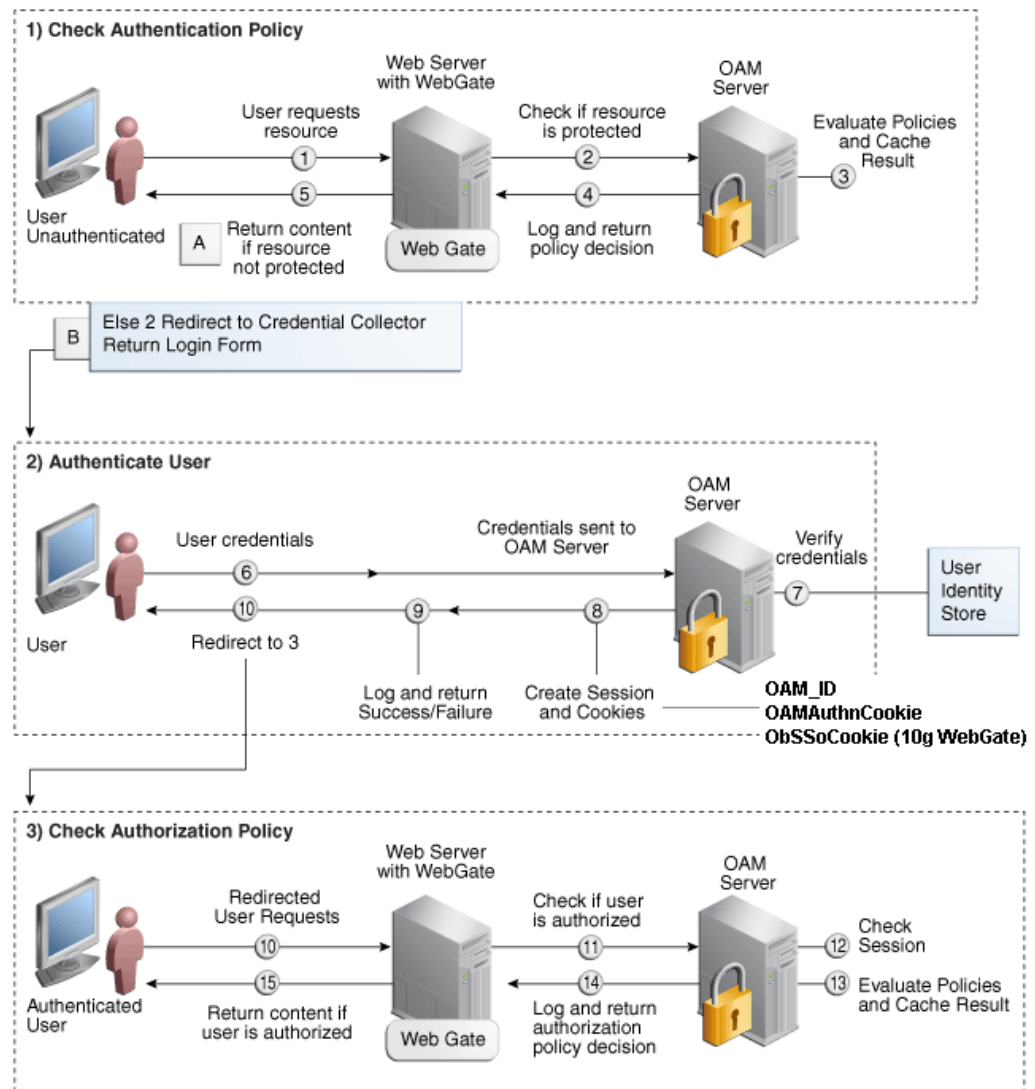 1) Check Authentication Policy
Web Server
with WebGate
OAM
Server
User requests
resource
1
Check if resource
is protected
2
Evaluate Policies
and Cache
Result
3
5
4
User
Unauthenticated
A
Return content
if resource
not protected
Web Gate
Log and return
policy decision
B
Else 2 Redirect to Credential Collector
Return Login Form
2) Authenticate User
OAM
Server
User credentials
6
Credentials sent to
OAM Server
Verify
credentials
7
User
Identity
Store
10
9
8
User
Redirect to 3
Log and return
Success/Failure
Create Session
and Cookies
OAM_ID
OAMAuthnCookie
ObSSoCookie (10g WebGate)
3) Check Authorization Policy
Web Server
with WebGate
OAM
Server
Redirected
User Requests
10
Check if user
is authorized
11
12
Check
Session
15
14
13
Evaluate Policies
and Cache Result
Authenticated
User
Return content if
user is authorized
Web Gate
Log and return
authorization
policy decision